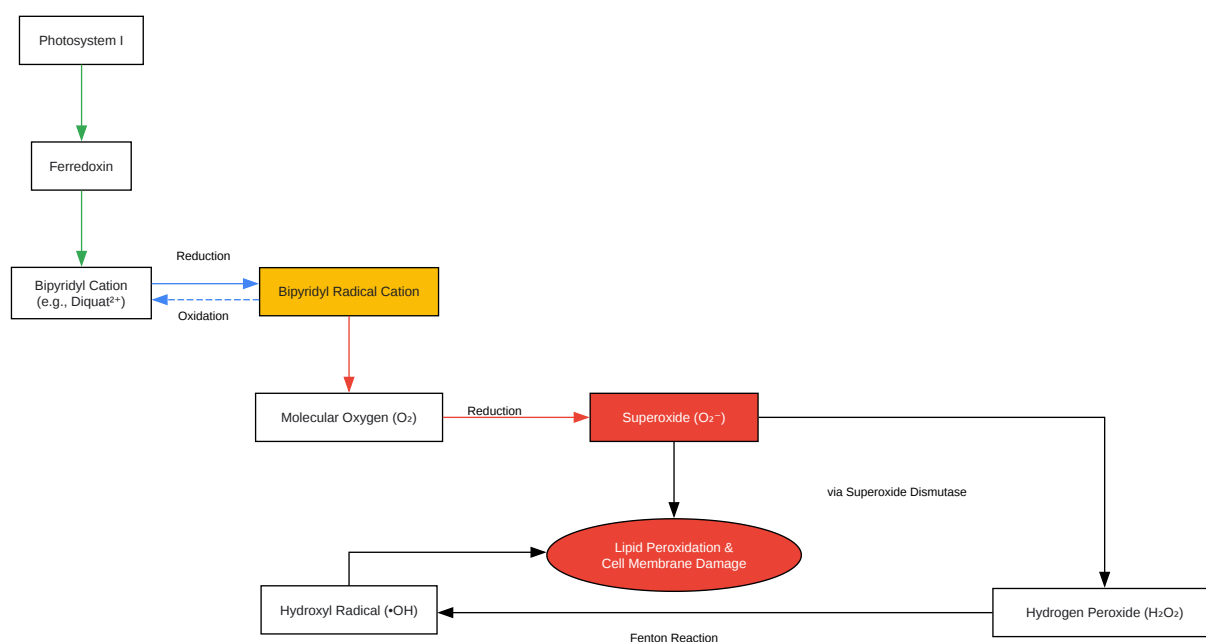 Photosystem I
Ferredoxin
Reduction
Bipyridyl Cation
(e.g., Diquat²⁺)
Bipyridyl Radical Cation
Oxidation
Molecular Oxygen (O₂)
Reduction
Superoxide (O₂⁻)
via Superoxide Dismutase
Lipid Peroxidation &
Cell Membrane Damage
Hydroxyl Radical (•OH)
Hydrogen Peroxide (H₂O₂)
Fenton Reaction